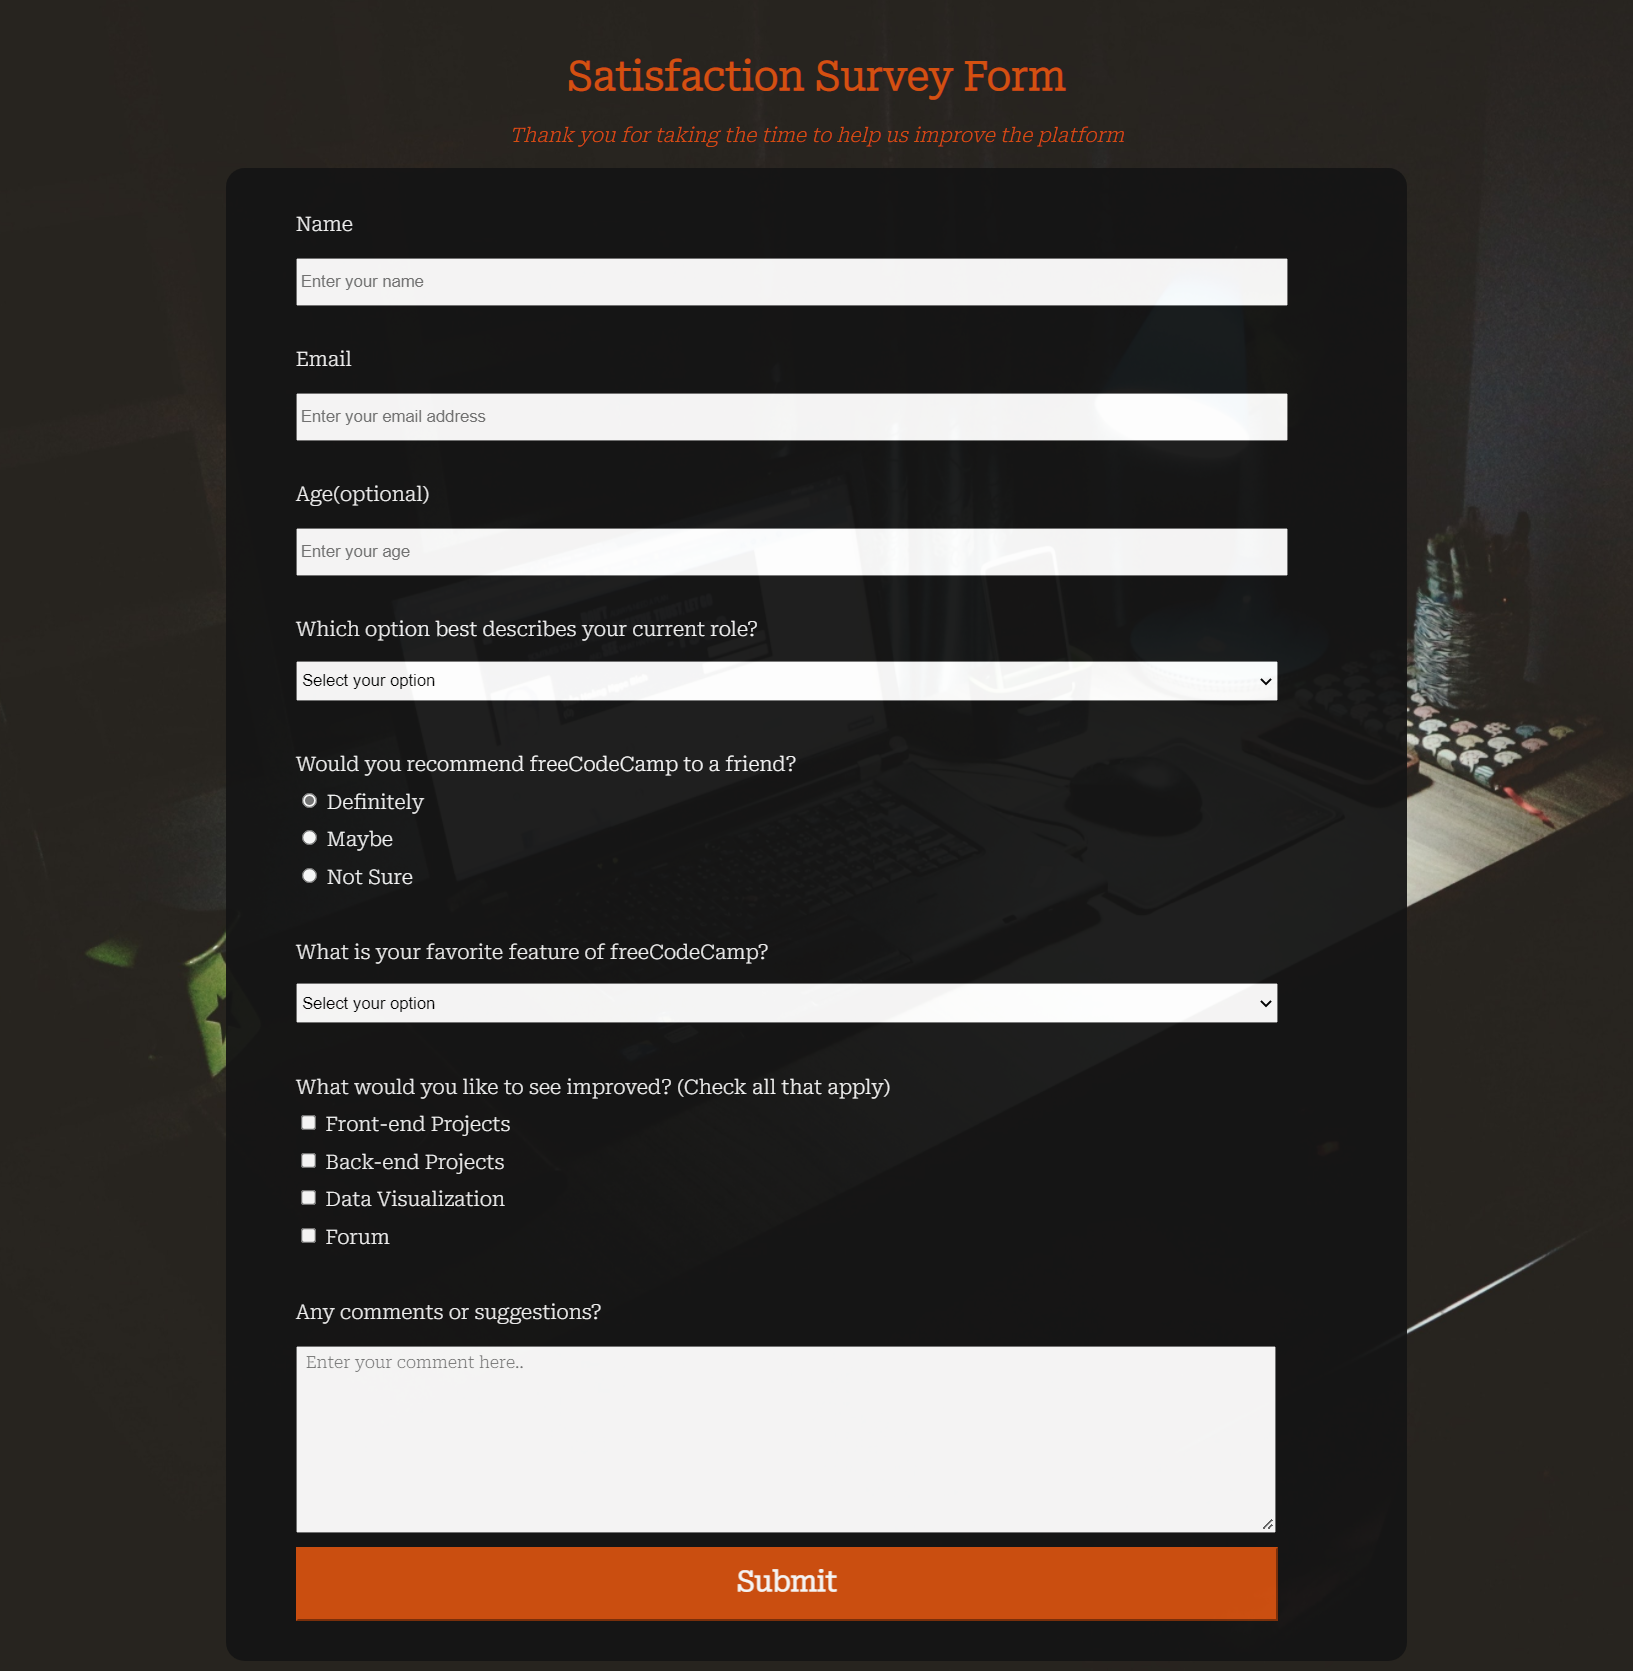 Satisfaction Survey Form
Thank you for taking the time to help us improve the platform
Name
Enter your name
Email
Enter your email address
Age(optional)
Enter your age
Which option best describes your current role?
Select your option
Would you recommend freeCodeCamp to a friend?
Definitely
Maybe
Not Sure
What is your favorite feature of freeCodeCamp?
Select your option
What would you like to see improved? (Check all that apply)
Front-end Projects
Back-end Projects
Data Visualization
Forum
Any comments or suggestions?
Enter your comment here..
Submit